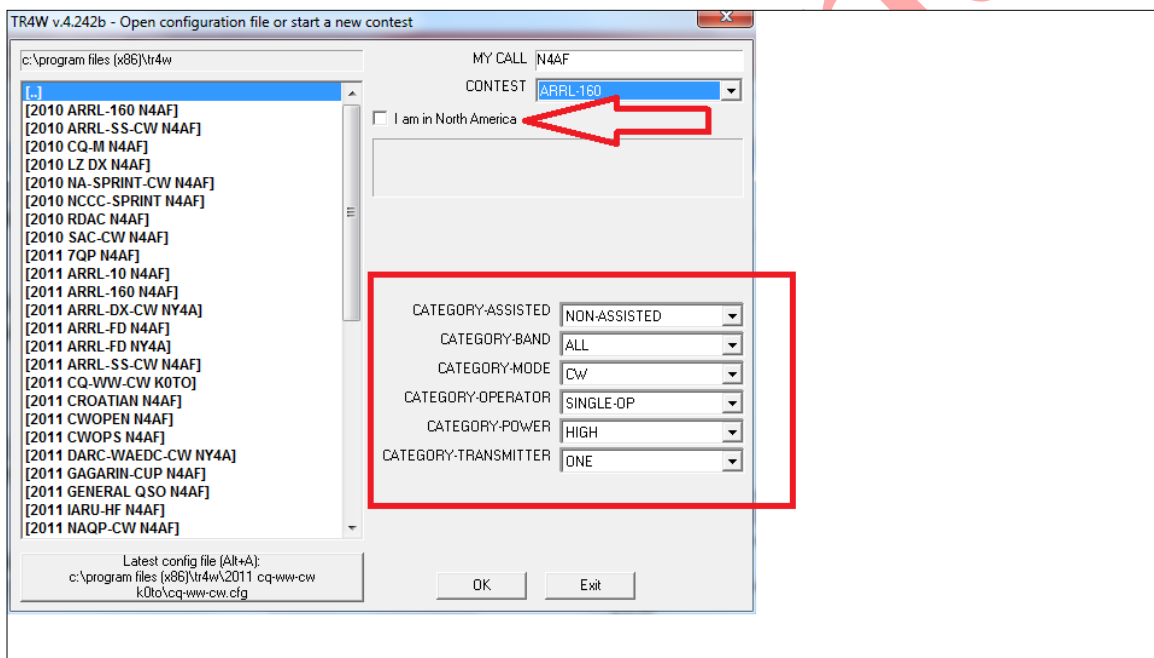 TR4W v.4.242b - Open configuration file or start a new contest
c:\program files (x86)\tr4w
[..]
[2010 ARRL-160 N4AF]
[2010 ARRL-SS-CW N4AF]
[2010 CQ-M N4AF]
[2010 LZ DX N4AF]
[2010 NA-SPRINT-CW N4AF]
[2010 NCCC-SPRINT N4AF]
[2010 RDAC N4AF]
[2010 SAC-CW N4AF]
[2011 7QP N4AF]
[2011 ARRL-10 N4AF]
[2011 ARRL-160 N4AF]
[2011 ARRL-DX-CW NY4A]
[2011 ARRL-FD N4AF]
[2011 ARRL-FD NY4A]
[2011 ARRL-SS-CW N4AF]
[2011 CQ-WW-CW K0TO]
[2011 CROATIAN N4AF]
[2011 CWOPEN N4AF]
[2011 CWOPS N4AF]
[2011 DARC-WAEDC-CW NY4A]
[2011 GAGARIN-CUP N4AF]
[2011 GENERAL QSO N4AF]
[2011 IARU-HF N4AF]
[2011 NAQP-CW N4AF]
Latest config file (Alt+A):
c:\program files (x86)\tr4w\2011 cq-ww-cw
k0to\cq-ww-cw.cfg
MY CALL N4AF
CONTEST ARRL-160
I am in North America
CATEGORY-ASSISTED NON-ASSISTED
CATEGORY-BAND ALL
CATEGORY-MODE CW
CATEGORY-OPERATOR SINGLE-OP
CATEGORY-POWER HIGH
CATEGORY-TRANSMITTER ONE
OK Exit